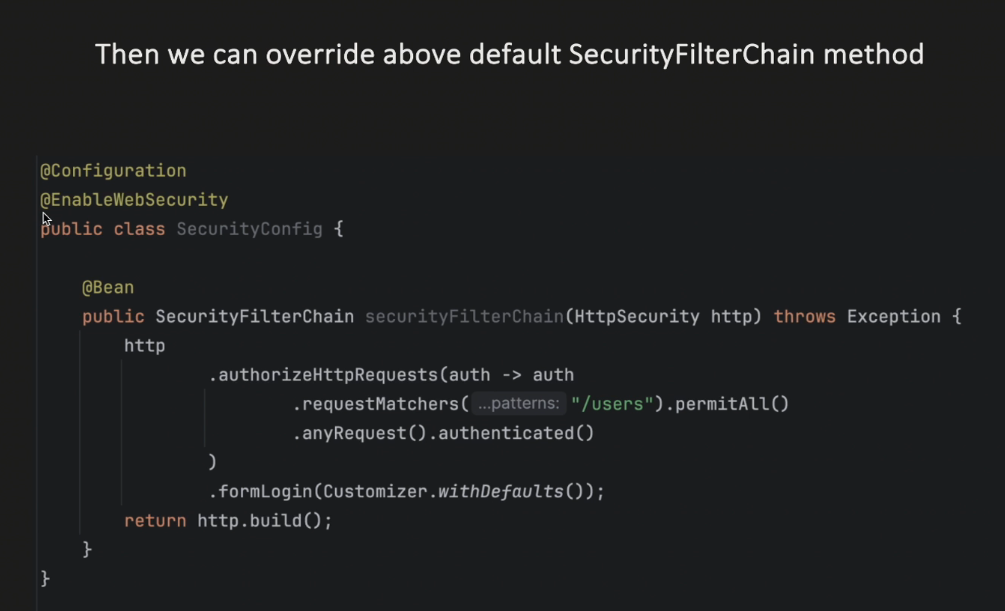 Then we can override above default SecurityFilterChain method
@Configuration
@EnableWebSecurity
public class SecurityConfig {
@Bean
public SecurityFilterChain securityFilterChain(HttpSecurity http) throws Exception {
http
.authorizeHttpRequests(auth -> auth
.requestMatchers( ...patterns: "/users").permitAll()
.anyRequest().authenticated()
)
.formLogin(Customizer.withDefaults());
return http.build();
}
}